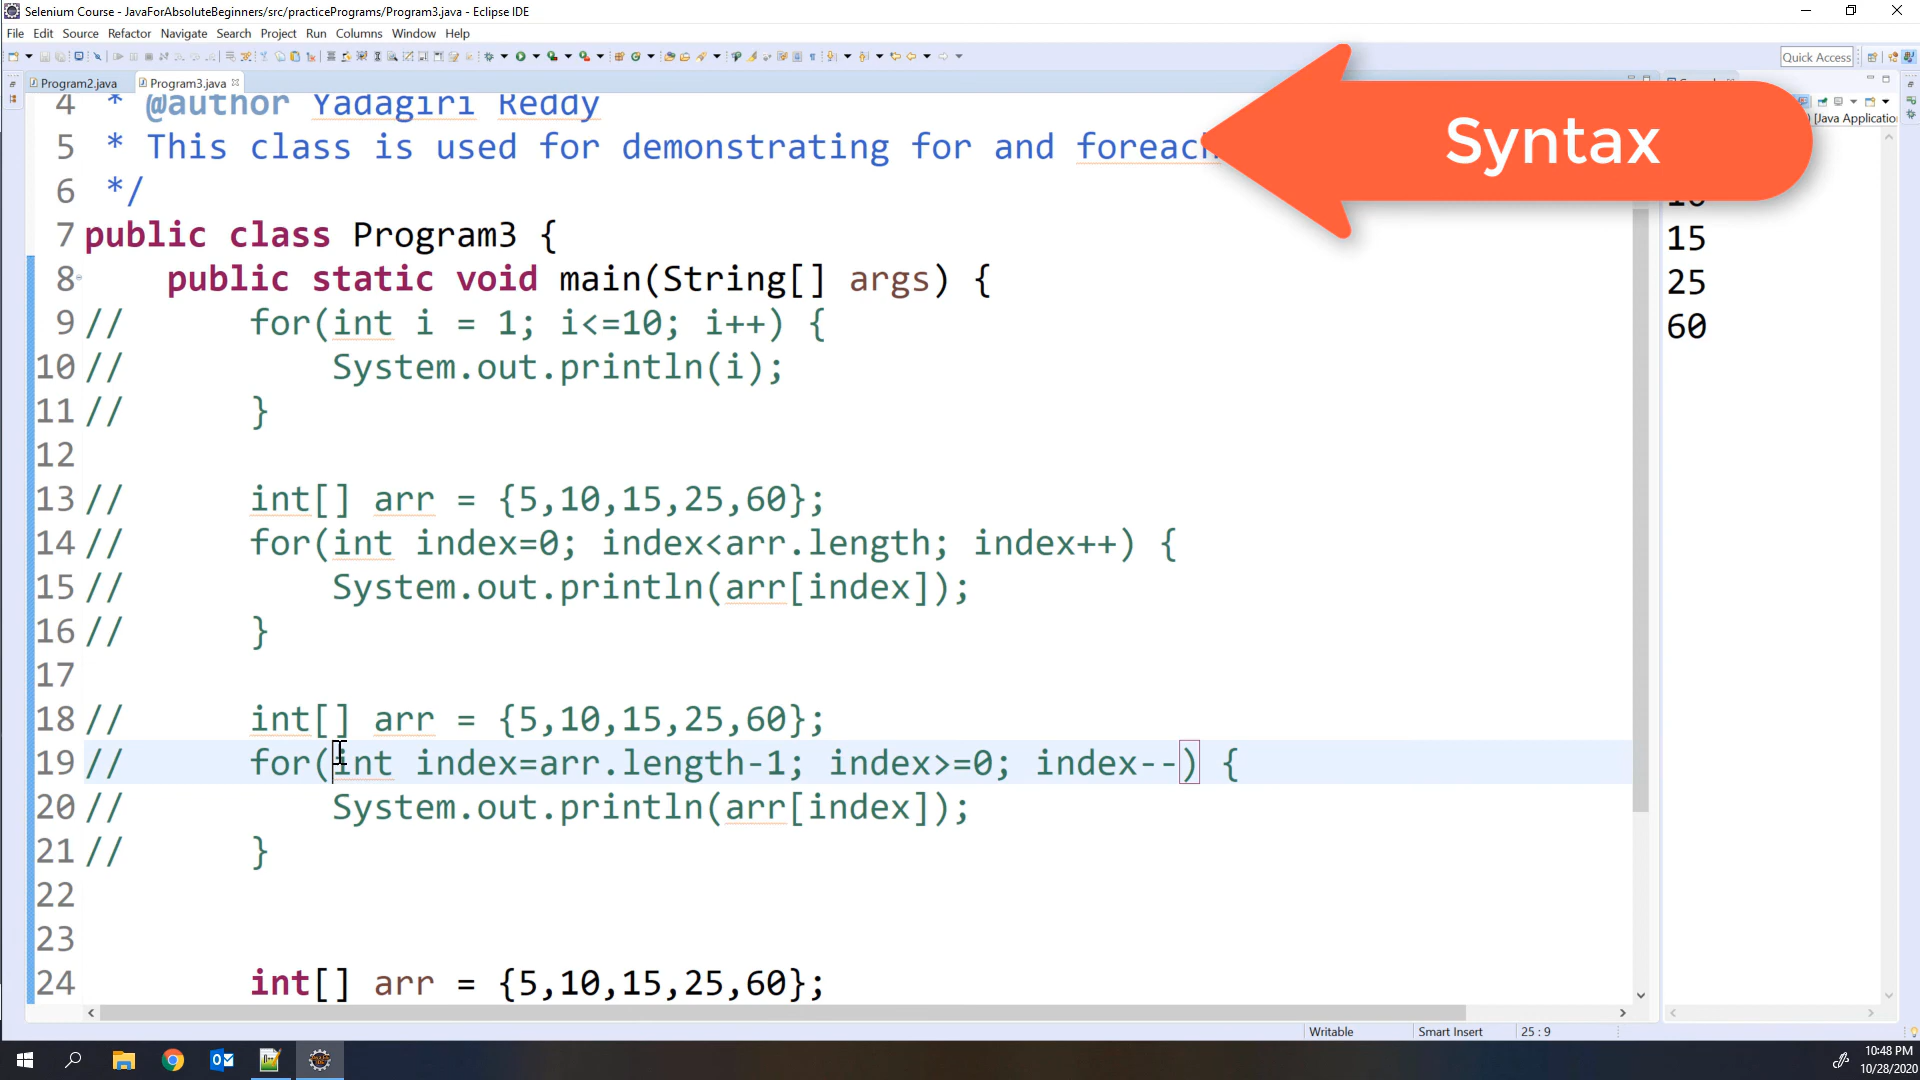 Selenium Course - JavaForAbsoluteBeginners/src/practicePrograms/Program3.java - Eclipse IDE
File Edit Source Refactor Navigate Search Project Run Columns Window Help
Quick Access
Program2.java Program3.java
4 * @author Yadagiri Reddy
5 * This class is used for demonstrating for and foreach
6 */
7 public class Program3 {
8 public static void main(String[] args) {
9 // for(int i = 1; i<=10; i++) {
10 // System.out.println(i);
11 // }
12
13 // int[] arr = {5,10,15,25,60};
14 // for(int index=0; index<arr.length; index++) {
15 // System.out.println(arr[index]);
16 // }
17
18 // int[] arr = {5,10,15,25,60};
19 // for(int index=arr.length-1; index>=0; index--) {
20 // System.out.println(arr[index]);
21 // }
22
23
24 int[] arr = {5,10,15,25,60};
Syntax
) [Java Applicatio
10
15
25
60
Writable Smart Insert 25 : 9
10:48 PM
10/28/2020